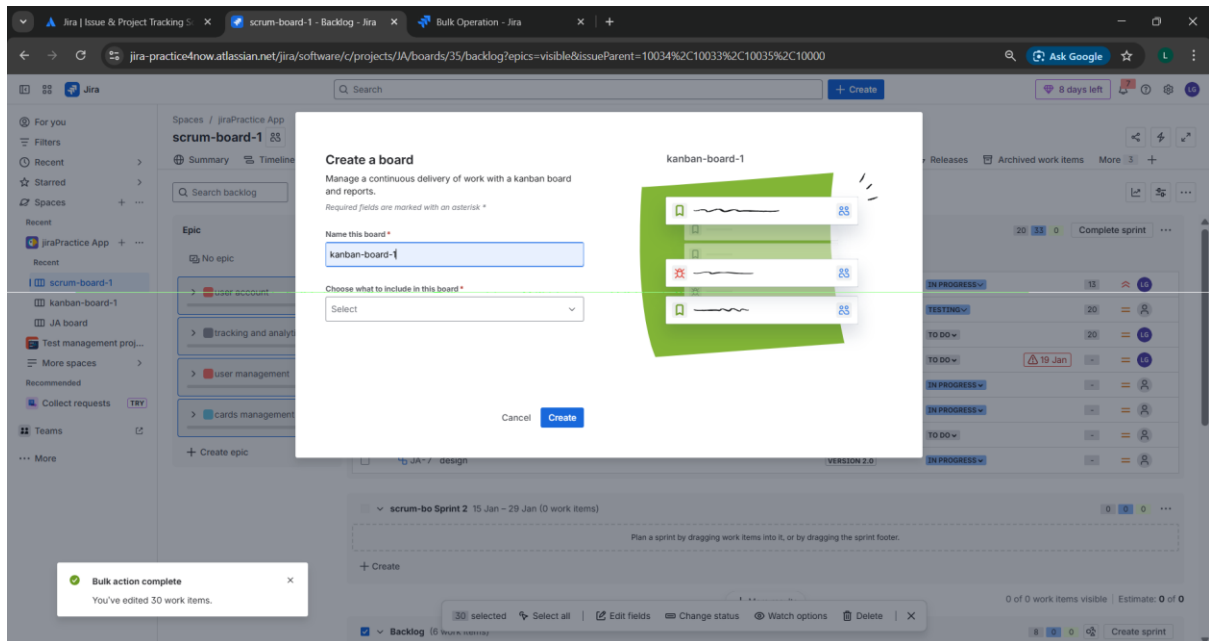 Jira | Issue & Project Tracking S
scrum-board-1 - Backlog - Jira
Bulk Operation - Jira
jira-practice4now.atlassian.net/jira/software/c/projects/JA/boards/35/backlog?epics=visible&issueParent=10034%2C10033%2C10035%2C10000
Ask Google
L
Jira
Search
+ Create
8 days left
7
LG
For you
Filters
Recent
Starred
Spaces
Recent
jiraPractice App
Recent
scrum-board-1
kanban-board-1
JA board
Test management proj...
More spaces
Recommended
Collect requests TRY
Teams
More
Spaces / jiraPractice App
scrum-board-1
Summary Timeline
Releases Archived work items More 3
Search backlog
Epic
No epic
user account
tracking and analyti
user management
cards management
+ Create epic
Create a board
Manage a continuous delivery of work with a kanban board
and reports.
Required fields are marked with an asterisk *
Name this board *
kanban-board-1
Choose what to include in this board *
Select
Cancel Create
kanban-board-1
20 33 0 Complete sprint
IN PROGRESS 13 LG
TESTING 20
TO DO 20 LG
TO DO 19 Jan - LG
IN PROGRESS -
IN PROGRESS -
TO DO -
JA-7 design VERSION 2.0 IN PROGRESS -
scrum-bo Sprint 2 15 Jan – 29 Jan (0 work items) 0 0 0
Plan a sprint by dragging work items into it, or by dragging the sprint footer.
+ Create
0 of 0 work items visible | Estimate: 0 of 0
30 selected Select all Edit fields Change status Watch options Delete
Backlog (6 work items) 8 0 0 Create sprint
Bulk action complete
You've edited 30 work items.